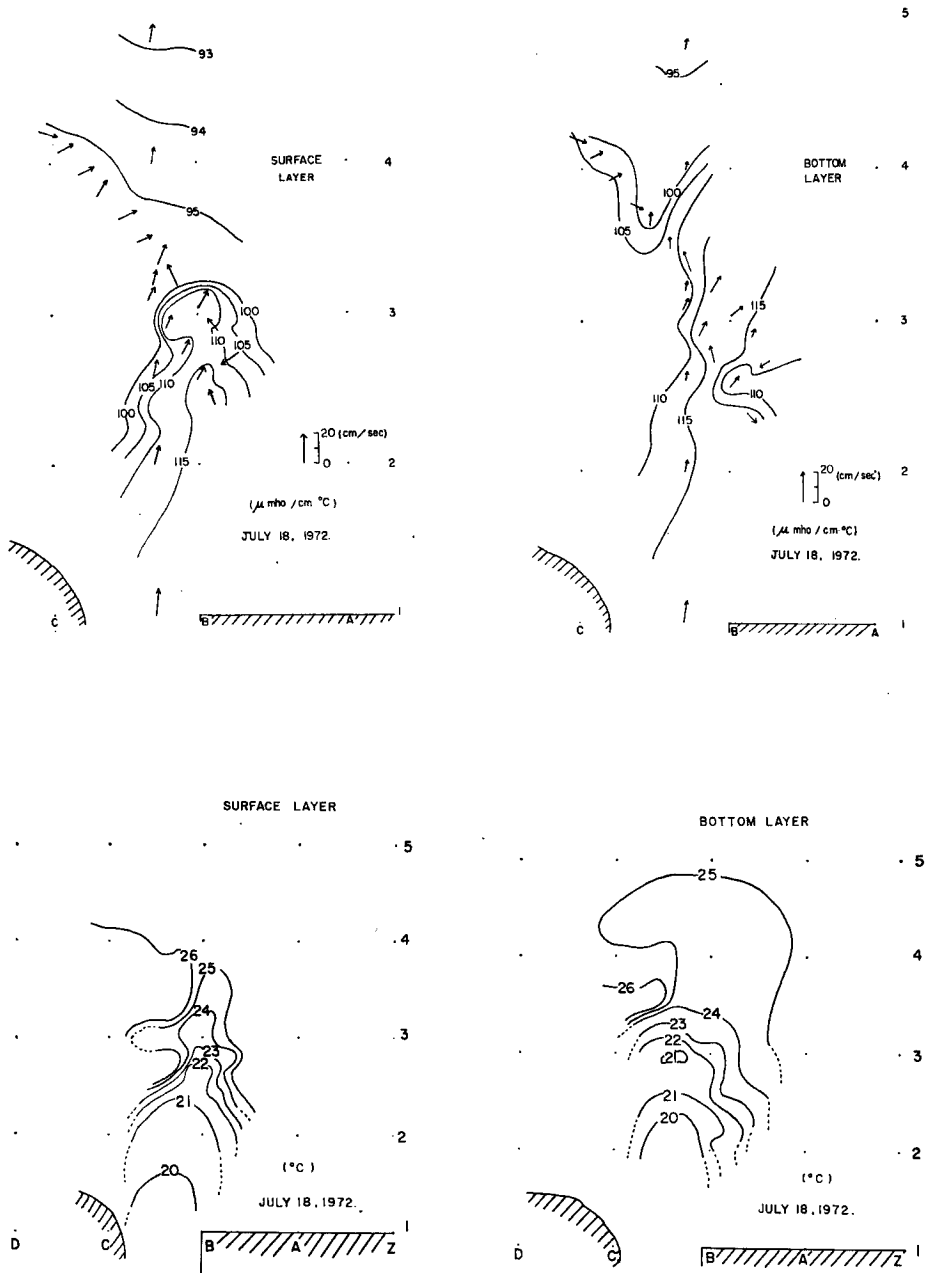 93
94
SURFACE
LAYER
4
95
3
100
110
105
105
110
100
115
20 (cm/sec)
0
2
(μ mho/cm °C)
JULY 18, 1972.
1
C
B
A
5
95
BOTTOM
LAYER
4
100
105
3
115
110
110
115
20 (cm/sec)
0
2
(μ mho/cm °C)
JULY 18, 1972.
C
B
A
1
SURFACE LAYER
5
4
26
25
24
23
22
3
21
2
20
(°C)
JULY 18, 1972.
1
D
C
B
A
Z
BOTTOM LAYER
5
25
4
26
24
23
22
21
3
21
20
2
(°C)
JULY 18, 1972.
D
C
B
A
Z
1